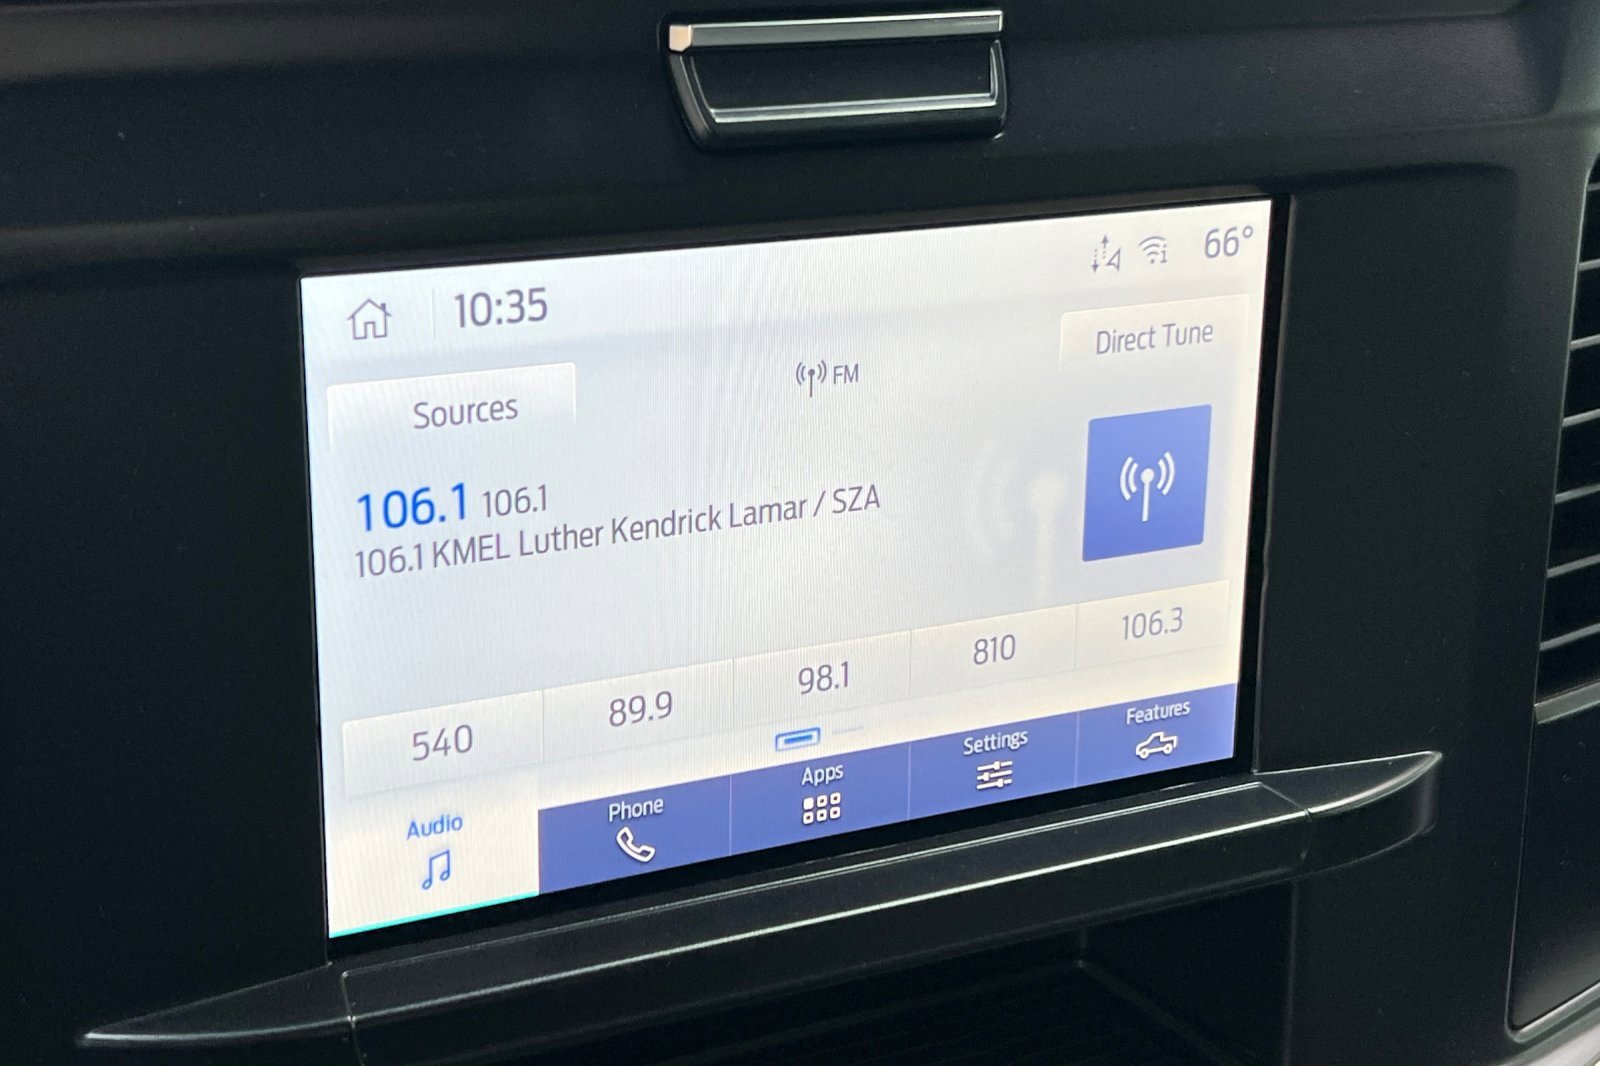 10:35
66°
Direct Tune
FM
Sources
106.1 106.1
106.1 KMEL Luther Kendrick Lamar / SZA
540
89.9
98.1
810
106.3
Audio
Phone
Apps
Settings
Features